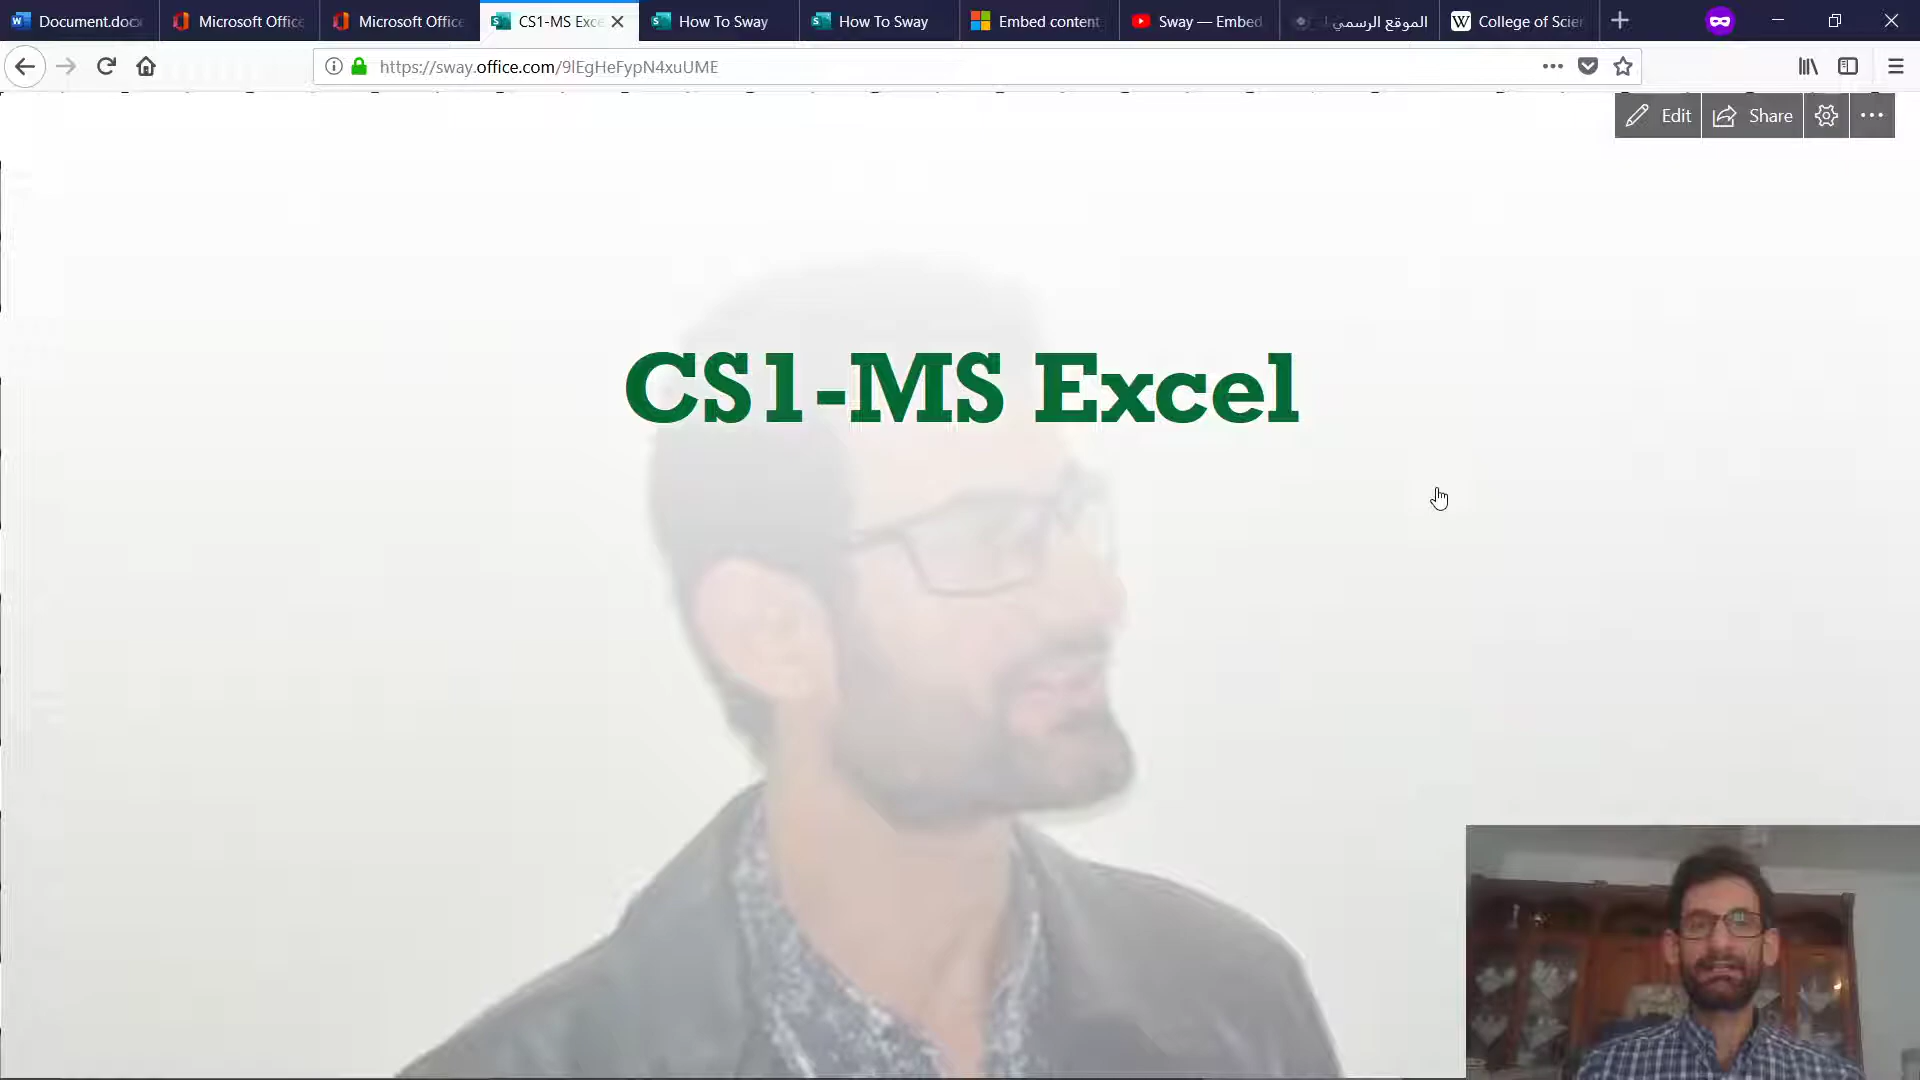 Document.docx
Microsoft Office
Microsoft Office
CS1-MS Exce
How To Sway
How To Sway
Embed content
Sway — Embed
الموقع الرسمي
College of Scien
https://sway.office.com/9lEgHeFypN4xuUME
Edit
Share
CS1-MS Excel